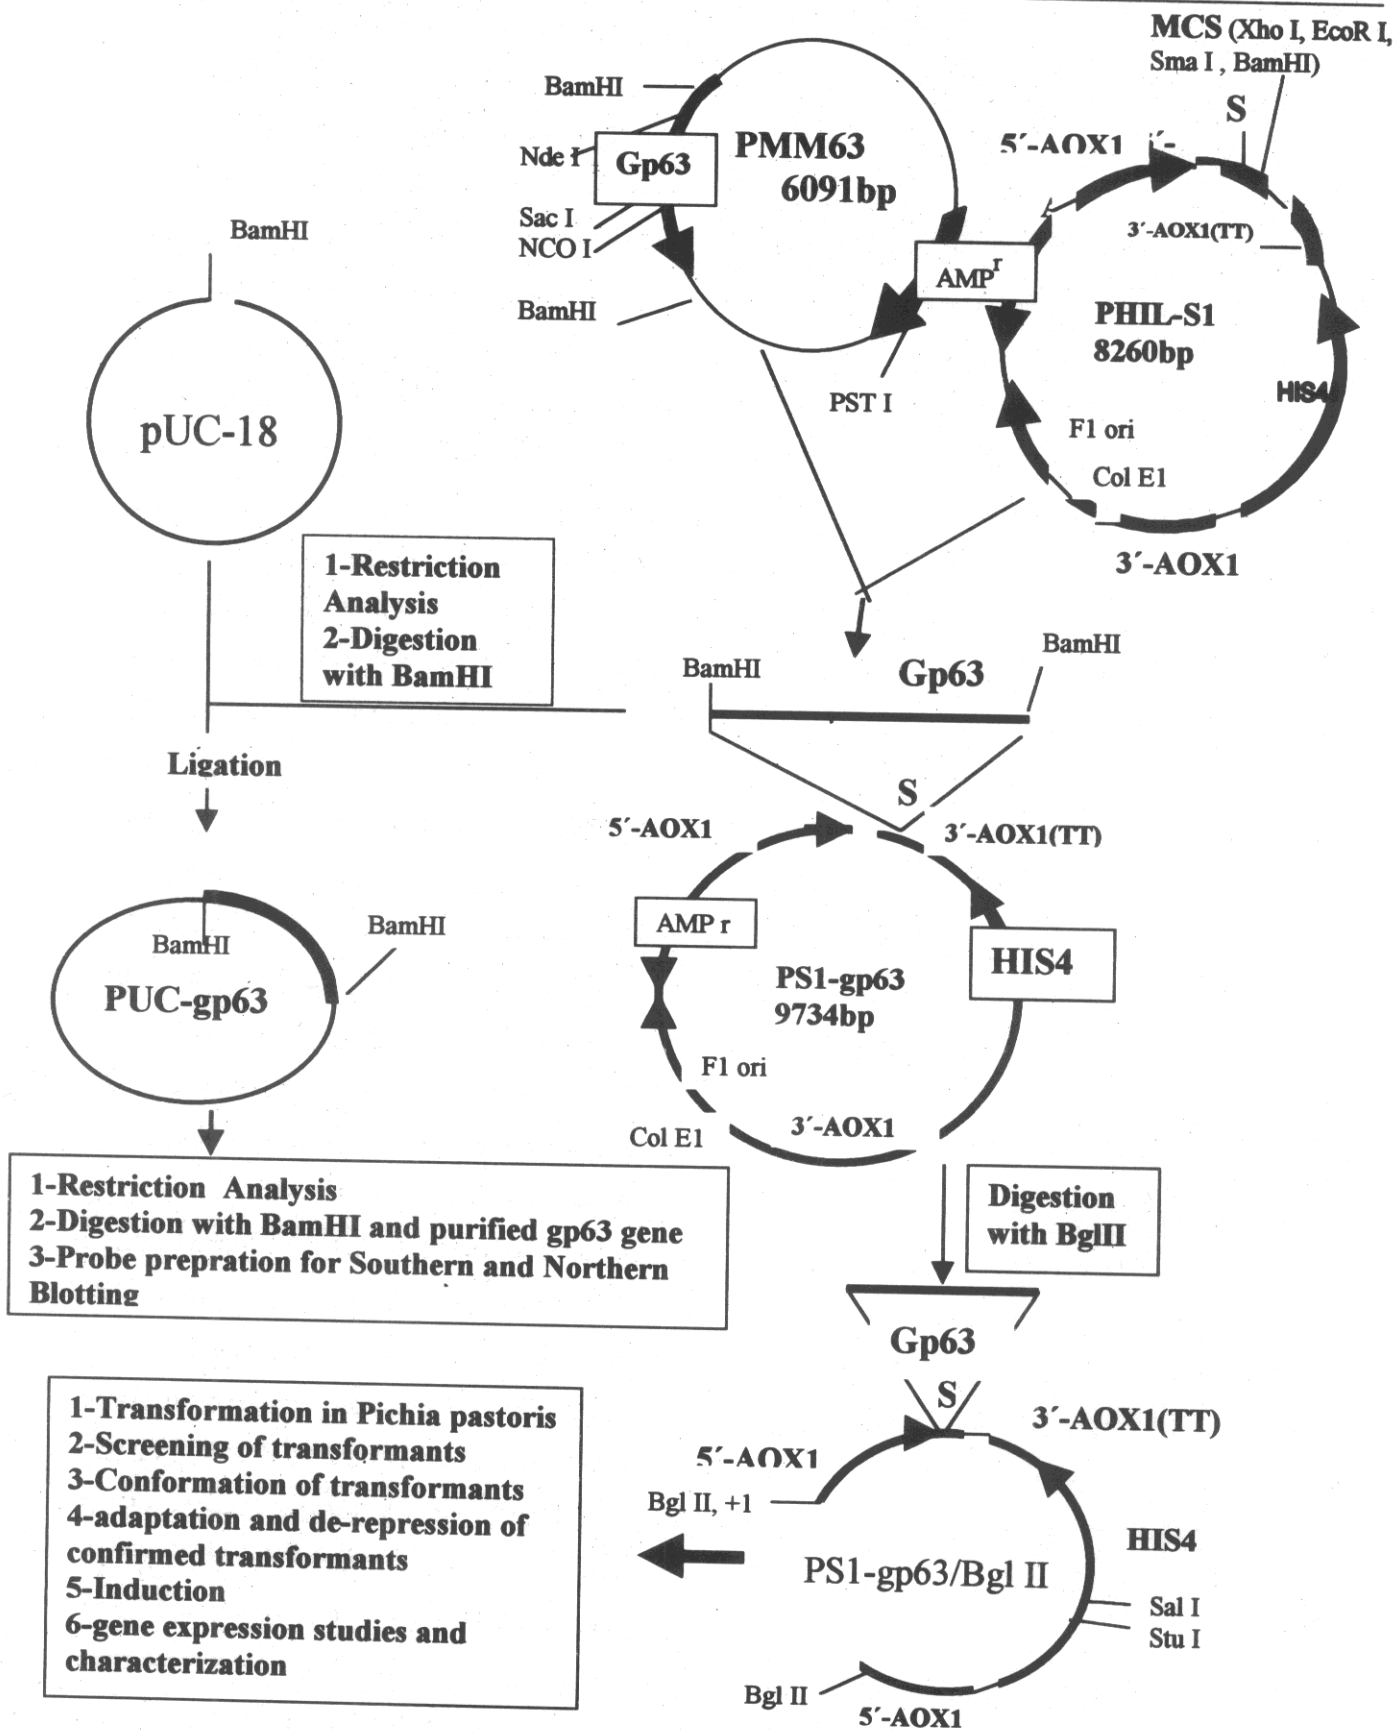 MCS (Xho I, EcoR I,
Sma I , BamHI)
S
5´-AOX1
BamHI
Nde I
Gp63
PMM63
6091bp
Sac I
NCO I
BamHI
AMPr
PST I
3´-AOX1(TT)
PHIL-S1
8260bp
HIS4
F1 ori
Col E1
3´-AOX1
BamHI
pUC-18
1-Restriction
Analysis
2-Digestion
with BamHI
Ligation
BamHI
Gp63
BamHI
S
5´-AOX1
3´-AOX1(TT)
AMP r
HIS4
PS1-gp63
9734bp
F1 ori
Col E1
3´-AOX1
BamHI
BamHI
PUC-gp63
1-Restriction Analysis
2-Digestion with BamHI and purified gp63 gene
3-Probe prepration for Southern and Northern
Blotting
Digestion
with BglII
Gp63
S
3´-AOX1(TT)
5´-AOX1
Bgl II, +1
HIS4
PS1-gp63/Bgl II
Sal I
Stu I
Bgl II
5´-AOX1
1-Transformation in Pichia pastoris
2-Screening of transformants
3-Conformation of transformants
4-adaptation and de-repression of
confirmed transformants
5-Induction
6-gene expression studies and
characterization